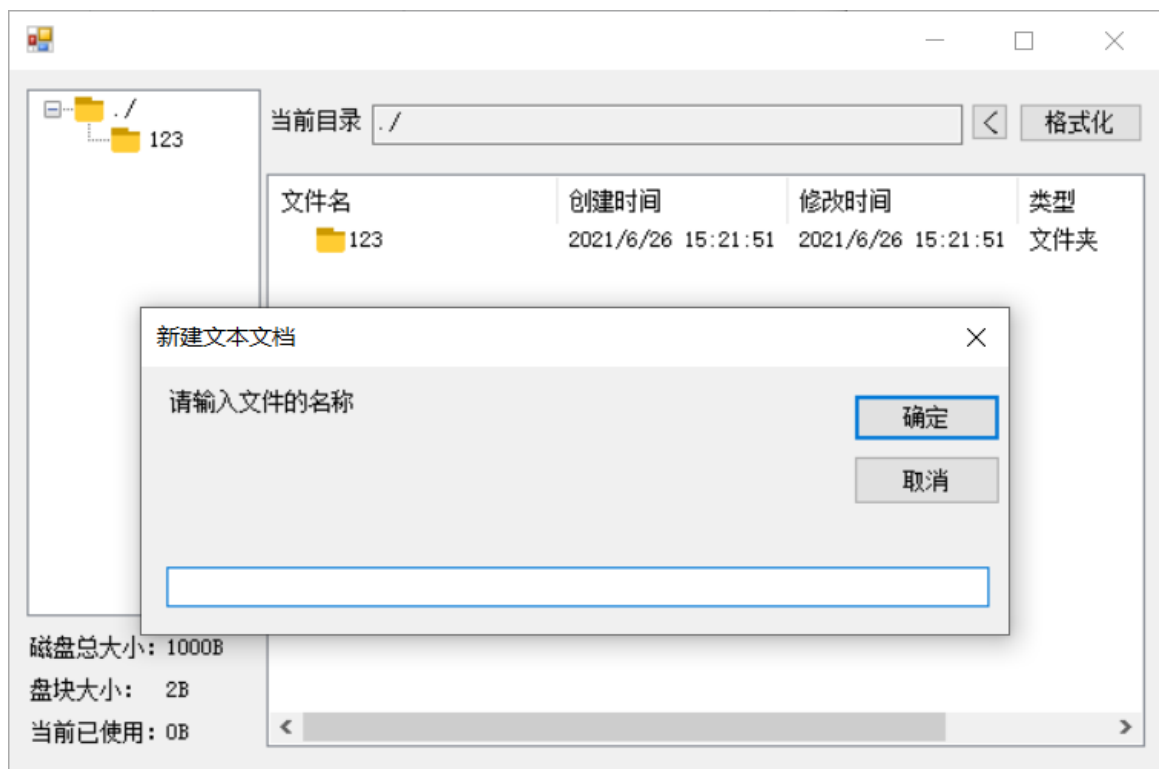 ./
123
当前目录 ./ < 格式化
文件名 创建时间 修改时间 类型
123 2021/6/26 15:21:51 2021/6/26 15:21:51 文件夹
新建文本文档
请输入文件的名称
确定
取消
磁盘总大小: 1000B
盘块大小: 2B
当前已使用: 0B